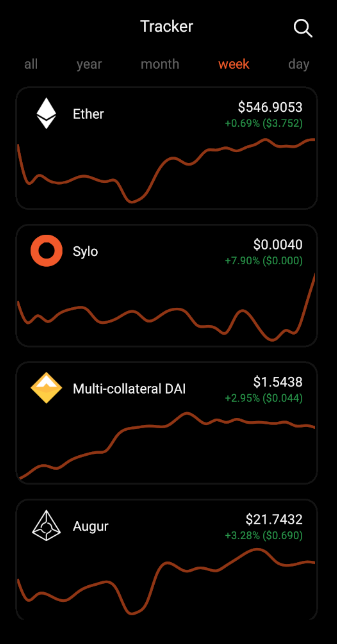 Tracker
all year month week day
Ether
$546.9053
+0.69% ($3.752)
Sylo
$0.0040
+7.90% ($0.000)
Multi-collateral DAI
$1.5438
+2.95% ($0.044)
Augur
$21.7432
+3.28% ($0.690)